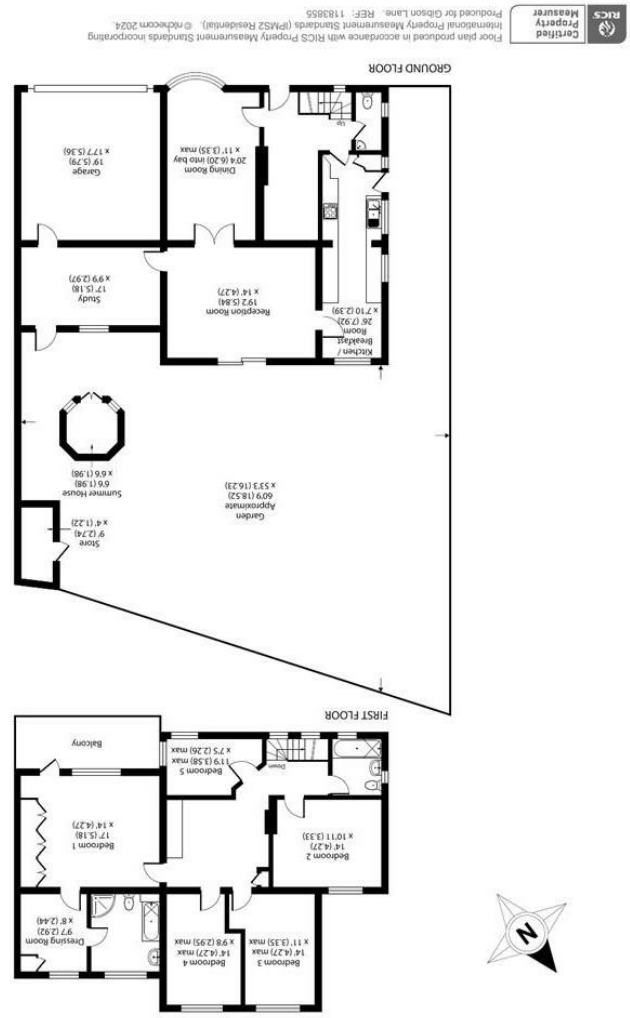 N
Bedroom 3
14' (4.27) max
x 11' (3.35) max
Bedroom 4
14' (4.27) max
x 9'8 (2.95) max
Dressing Room
9'7 (2.92)
x 8' (2.44)
Bedroom 2
14' (4.27)
x 10'11 (3.33)
Bedroom 1
17' (5.18)
x 14' (4.27)
Down
Bedroom 5
11'9 (3.58) max
x 7'5 (2.26) max
Balcony
FIRST FLOOR
Garden
Approximate
60'9 (18.52)
x 53'3 (16.23)
Store
9' (2.74)
x 4' (1.22)
Summer House
6'6 (1.98)
x 6'6 (1.98)
Kitchen /
Breakfast
Room
26' (7.92)
x 7'10 (2.39)
Reception Room
19'2 (5.84)
x 14' (4.27)
Study
17' (5.18)
x 9'9 (2.97)
Up
Dining Room
20'4 (6.20) into bay
x 11' (3.35) max
Garage
19' (5.79)
x 17'7 (5.36)
GROUND FLOOR
RICS
Certified
Property
Measurer
Floor plan produced in accordance with RICS Property Measurement Standards incorporating
International Property Measurement Standards (IPMS2 Residential). © nichecom 2024.
Produced for Gibson Lane. REF: 1183855